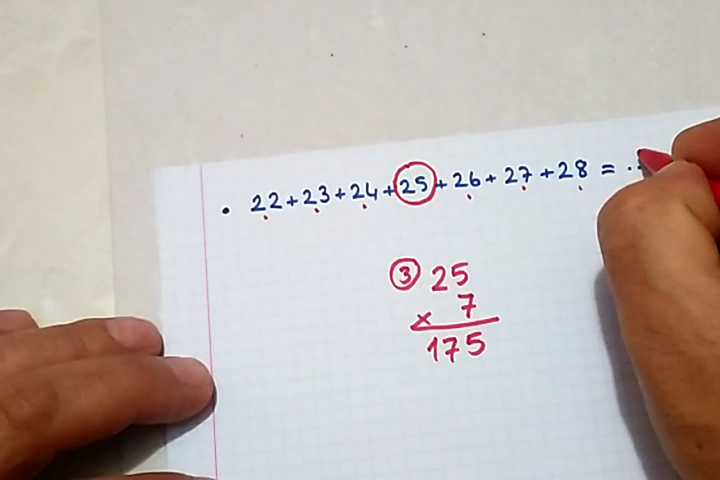 • 22+23+24+25+26+27+28 = ..
③ 25
× 7
175